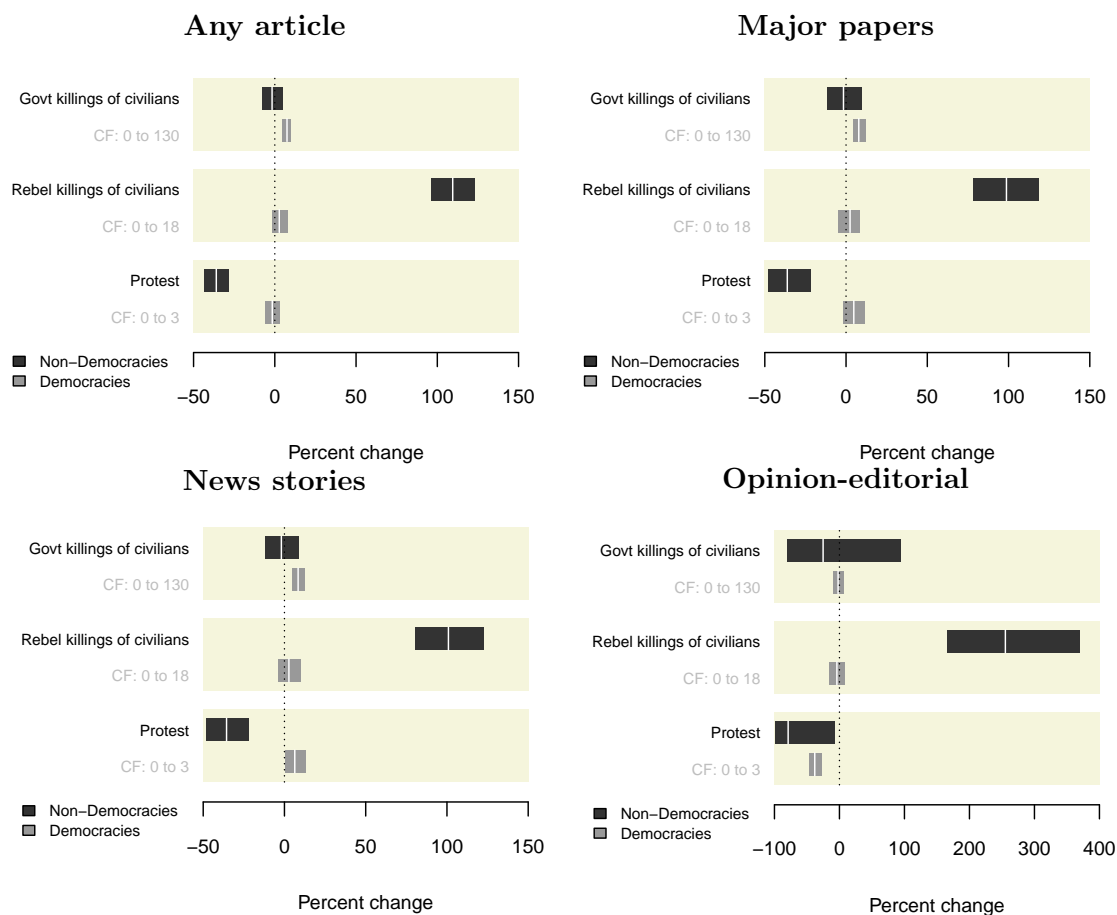 Any article
Govt killings of civilians
CF: 0 to 130
Rebel killings of civilians
CF: 0 to 18
Protest
CF: 0 to 3
Non−Democracies
Democracies
−50 0 50 100 150
Percent change
Major papers
Govt killings of civilians
CF: 0 to 130
Rebel killings of civilians
CF: 0 to 18
Protest
CF: 0 to 3
Non−Democracies
Democracies
−50 0 50 100 150
Percent change
News stories
Govt killings of civilians
CF: 0 to 130
Rebel killings of civilians
CF: 0 to 18
Protest
CF: 0 to 3
Non−Democracies
Democracies
−50 0 50 100 150
Percent change
Opinion-editorial
Govt killings of civilians
CF: 0 to 130
Rebel killings of civilians
CF: 0 to 18
Protest
CF: 0 to 3
Non−Democracies
Democracies
−100 0 100 200 300 400
Percent change